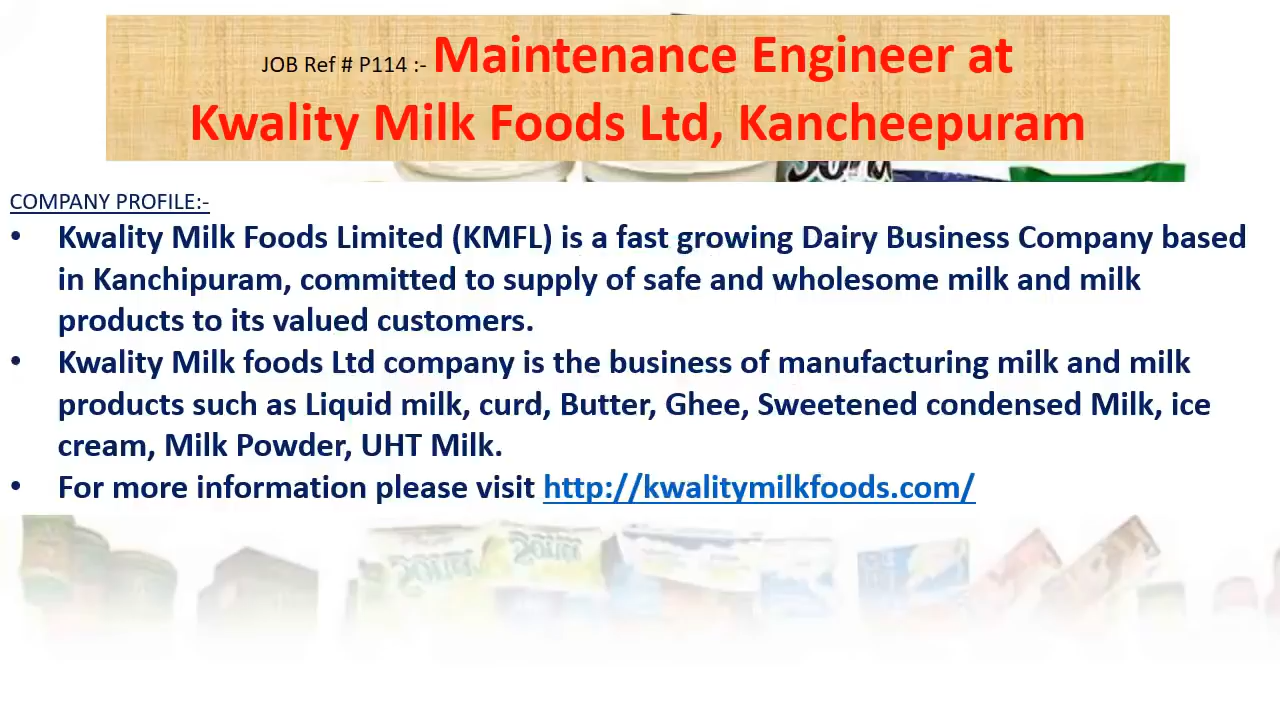 JOB Ref # P114 :- Maintenance Engineer at
Kwality Milk Foods Ltd, Kancheepuram
COMPANY PROFILE:-
• Kwality Milk Foods Limited (KMFL) is a fast growing Dairy Business Company based
in Kanchipuram, committed to supply of safe and wholesome milk and milk
products to its valued customers.
• Kwality Milk foods Ltd company is the business of manufacturing milk and milk
products such as Liquid milk, curd, Butter, Ghee, Sweetened condensed Milk, ice
cream, Milk Powder, UHT Milk.
• For more information please visit http://kwalitymilkfoods.com/